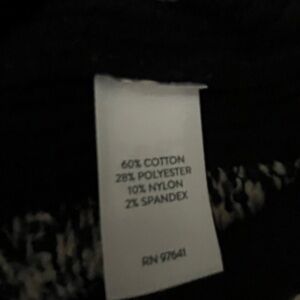 60% COTTON
28% POLYESTER
10% NYLON
2% SPANDEX
RN 97641